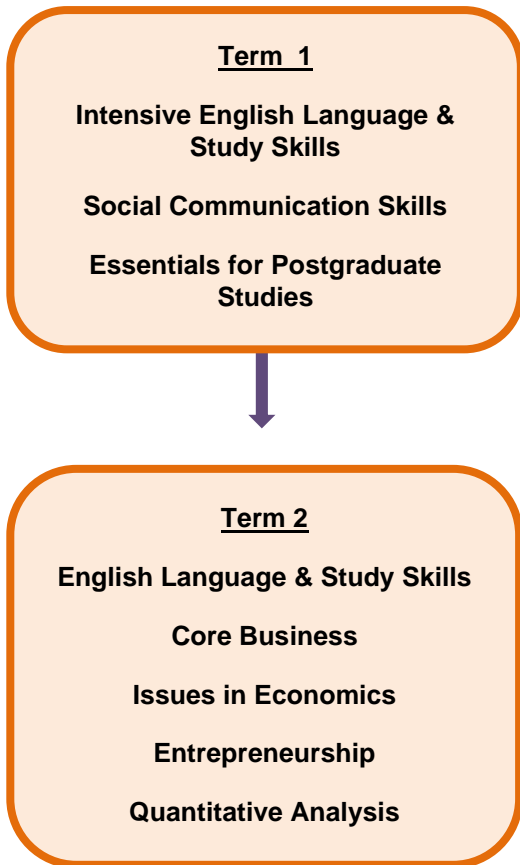 Term 1
Intensive English Language &
Study Skills
Social Communication Skills
Essentials for Postgraduate
Studies
Term 2
English Language & Study Skills
Core Business
Issues in Economics
Entrepreneurship
Quantitative Analysis